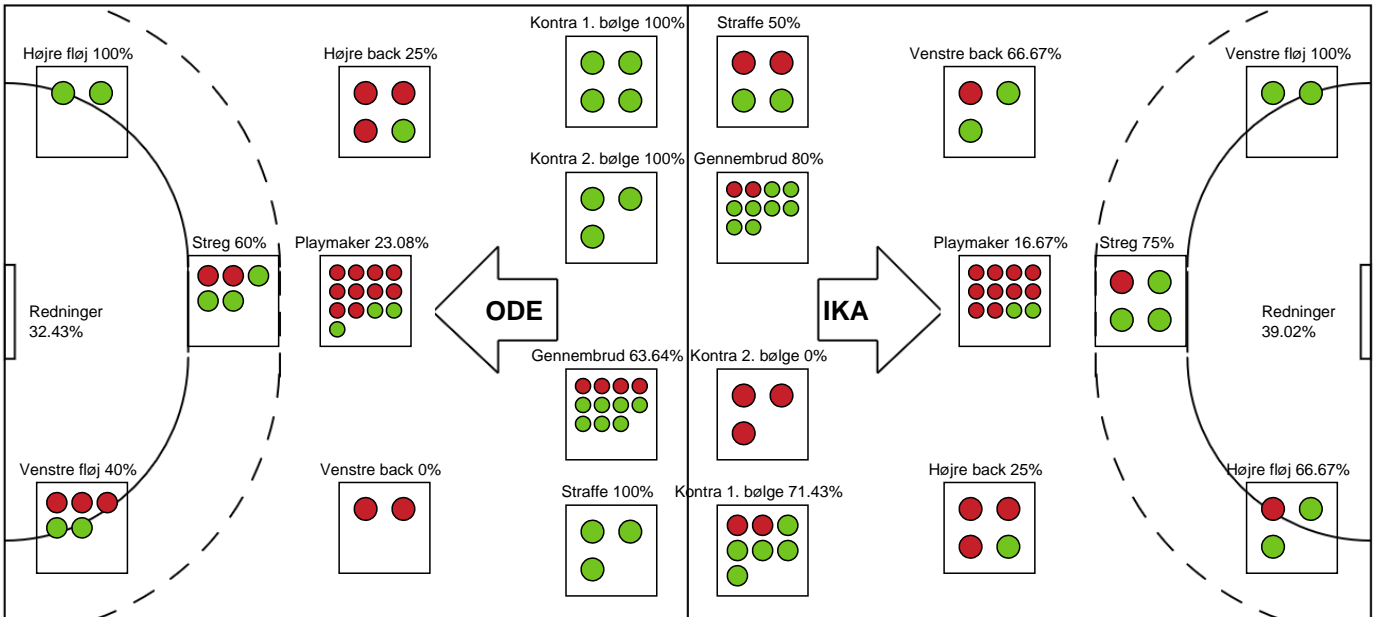 Kontra 1. bølge 100%
Straffe 50%
Højre fløj 100%
Højre back 25%
Venstre back 66.67%
Venstre fløj 100%
Kontra 2. bølge 100%
Gennembrud 80%
Streg 60%
Playmaker 23.08%
Playmaker 16.67%
Streg 75%
Redninger
32.43%
ODE
IKA
Redninger
39.02%
Gennembrud 63.64%
Kontra 2. bølge 0%
Venstre fløj 40%
Venstre back 0%
Højre back 25%
Højre fløj 66.67%
Straffe 100%
Kontra 1. bølge 71.43%